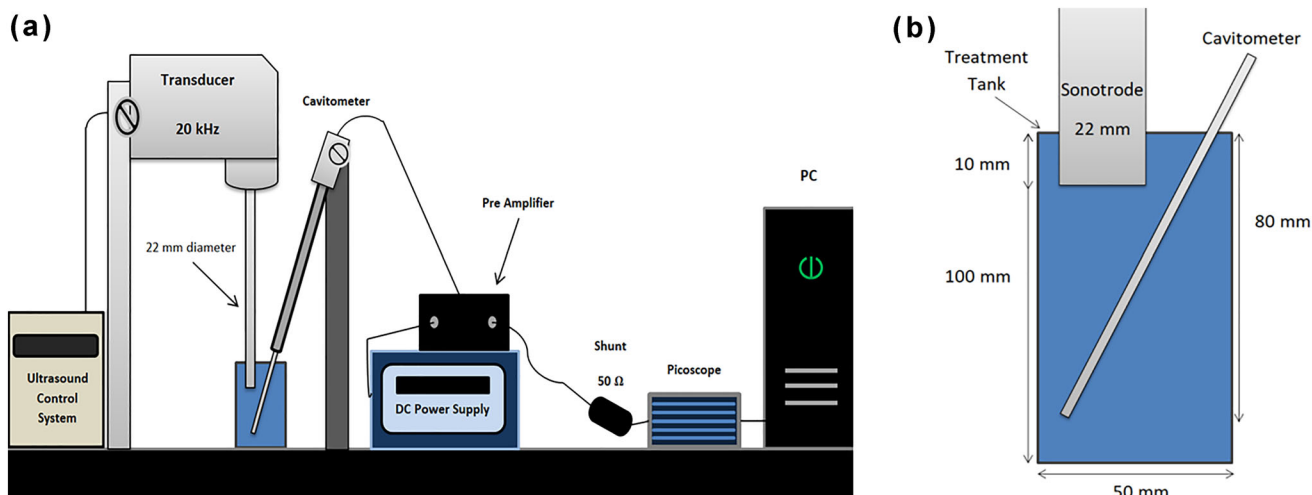 (a)
Transducer
20 kHz
Cavitometer
22 mm diameter
Pre Amplifier
PC
Ultrasound
Control
System
DC Power Supply
Shunt
50 Ω
Picoscope
(b)
Treatment
Tank
Cavitometer
Sonotrode
22 mm
10 mm
80 mm
100 mm
50 mm